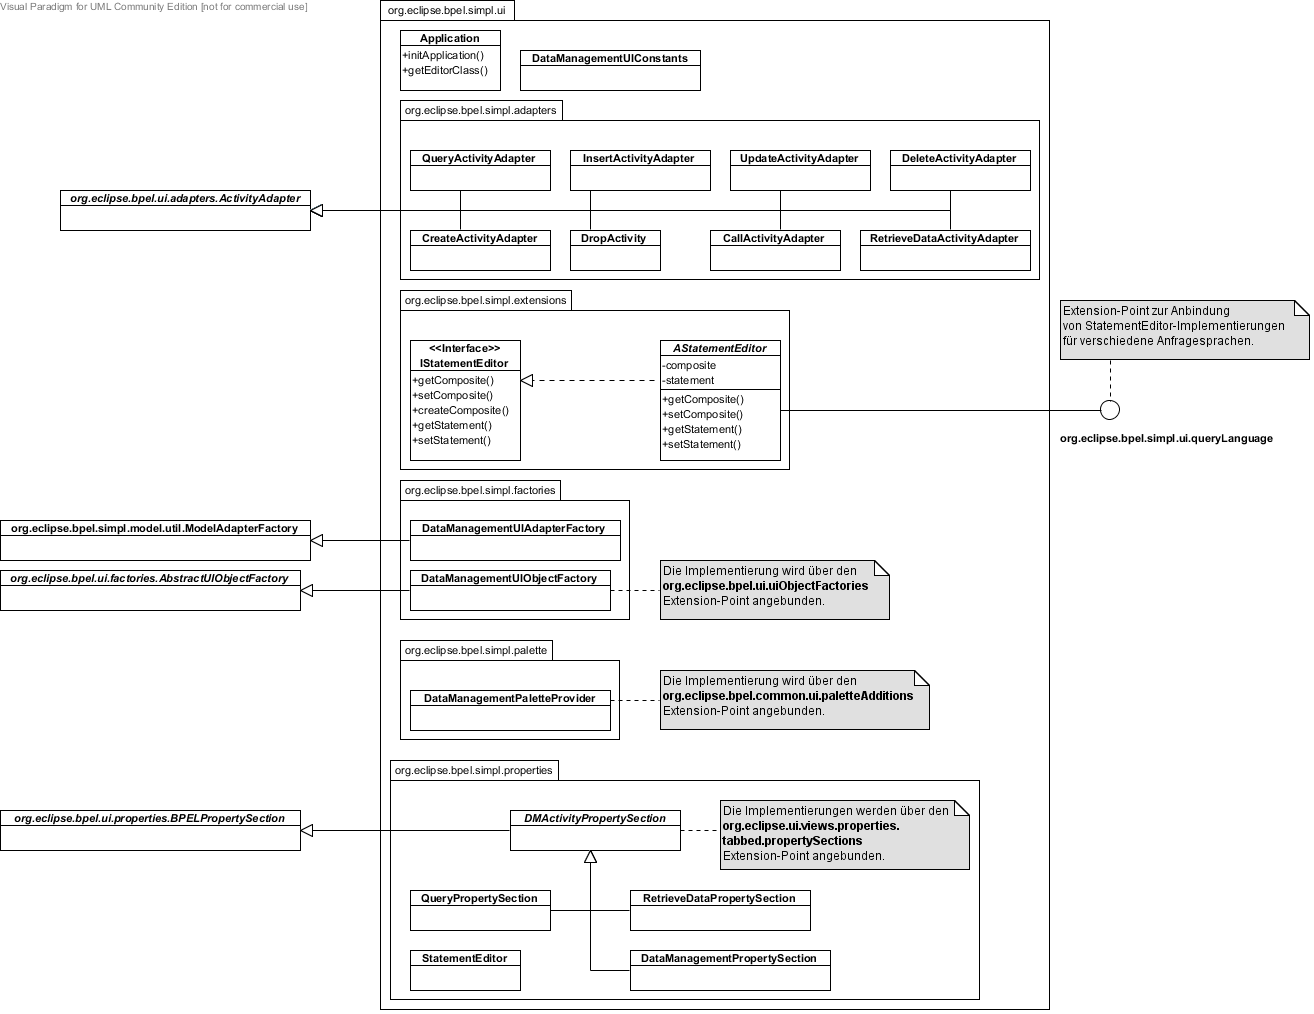 Visual Paradigm for UML Community Edition [not for commercial use]
org.eclipse.bpel.simpl.ui
Application
+initApplication()
+getEditorClass()
DataManagementUIConstants
org.eclipse.bpel.simpl.adapters
QueryActivityAdapter
InsertActivityAdapter
UpdateActivityAdapter
DeleteActivityAdapter
org.eclipse.bpel.ui.adapters.ActivityAdapter
CreateActivityAdapter
DropActivity
CallActivityAdapter
RetrieveDataActivityAdapter
org.eclipse.bpel.simpl.extensions
<<Interface>>
IStatementEditor
+getComposite()
+setComposite()
+createComposite()
+getStatement()
+setStatement()
AStatementEditor
-composite
-statement
+getComposite()
+setComposite()
+getStatement()
+setStatement()
Extension-Point zur Anbindung
von StatementEditor-Implementierungen
für verschiedene Anfragesprachen.
org.eclipse.bpel.simpl.ui.queryLanguage
org.eclipse.bpel.simpl.factories
org.eclipse.bpel.simpl.model.util.ModelAdapterFactory
DataManagementUIAdapterFactory
org.eclipse.bpel.ui.factories.AbstractUIObjectFactory
DataManagementUIObjectFactory
Die Implementierung wird über den
org.eclipse.bpel.ui.uiObjectFactories
Extension-Point angebunden.
org.eclipse.bpel.simpl.palette
DataManagementPaletteProvider
Die Implementierung wird über den
org.eclipse.bpel.common.ui.paletteAdditions
Extension-Point angebunden.
org.eclipse.bpel.simpl.properties
org.eclipse.bpel.ui.properties.BPELPropertySection
DMActivityPropertySection
Die Implementierungen werden über den
org.eclipse.ui.views.properties.
tabbed.propertySections
Extension-Point angebunden.
QueryPropertySection
RetrieveDataPropertySection
StatementEditor
DataManagementPropertySection